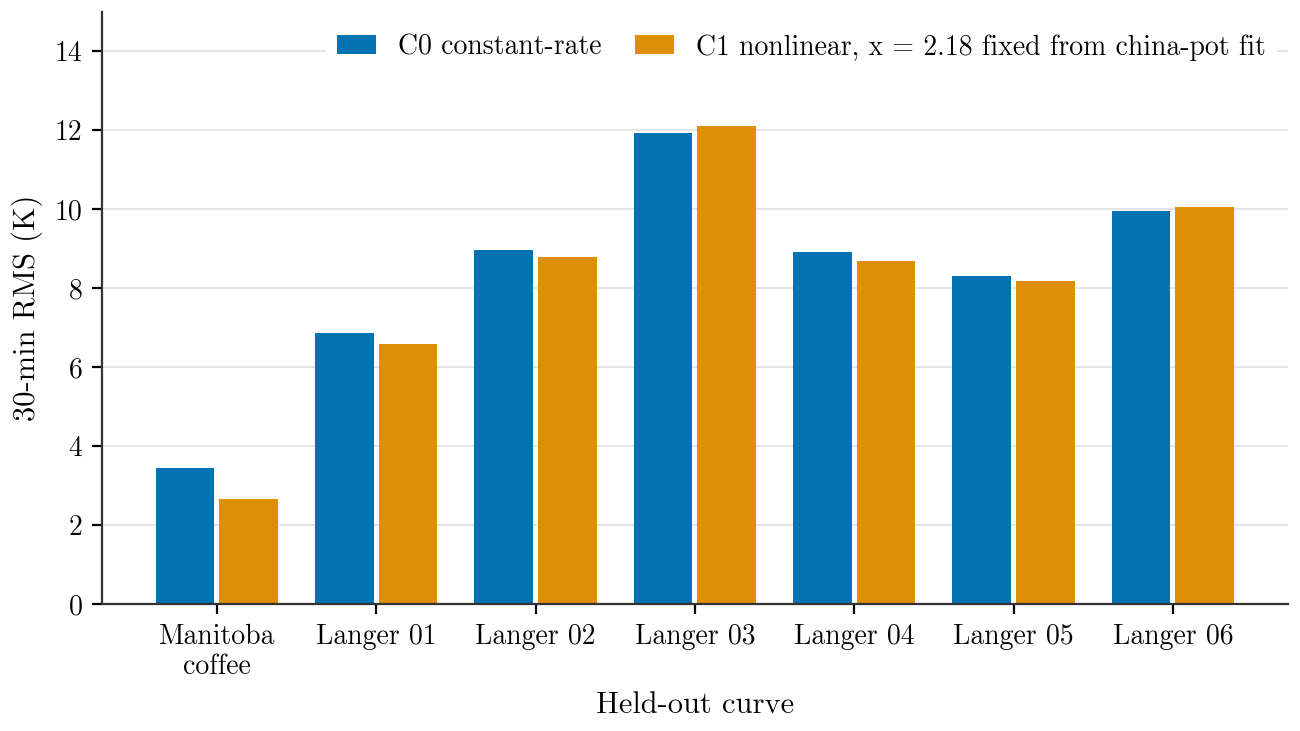 C0 constant-rate
C1 nonlinear, x = 2.18 fixed from china-pot fit
30-min RMS (K)
14
12
10
8
6
4
2
0
Manitoba
coffee
Langer 01
Langer 02
Langer 03
Langer 04
Langer 05
Langer 06
Held-out curve